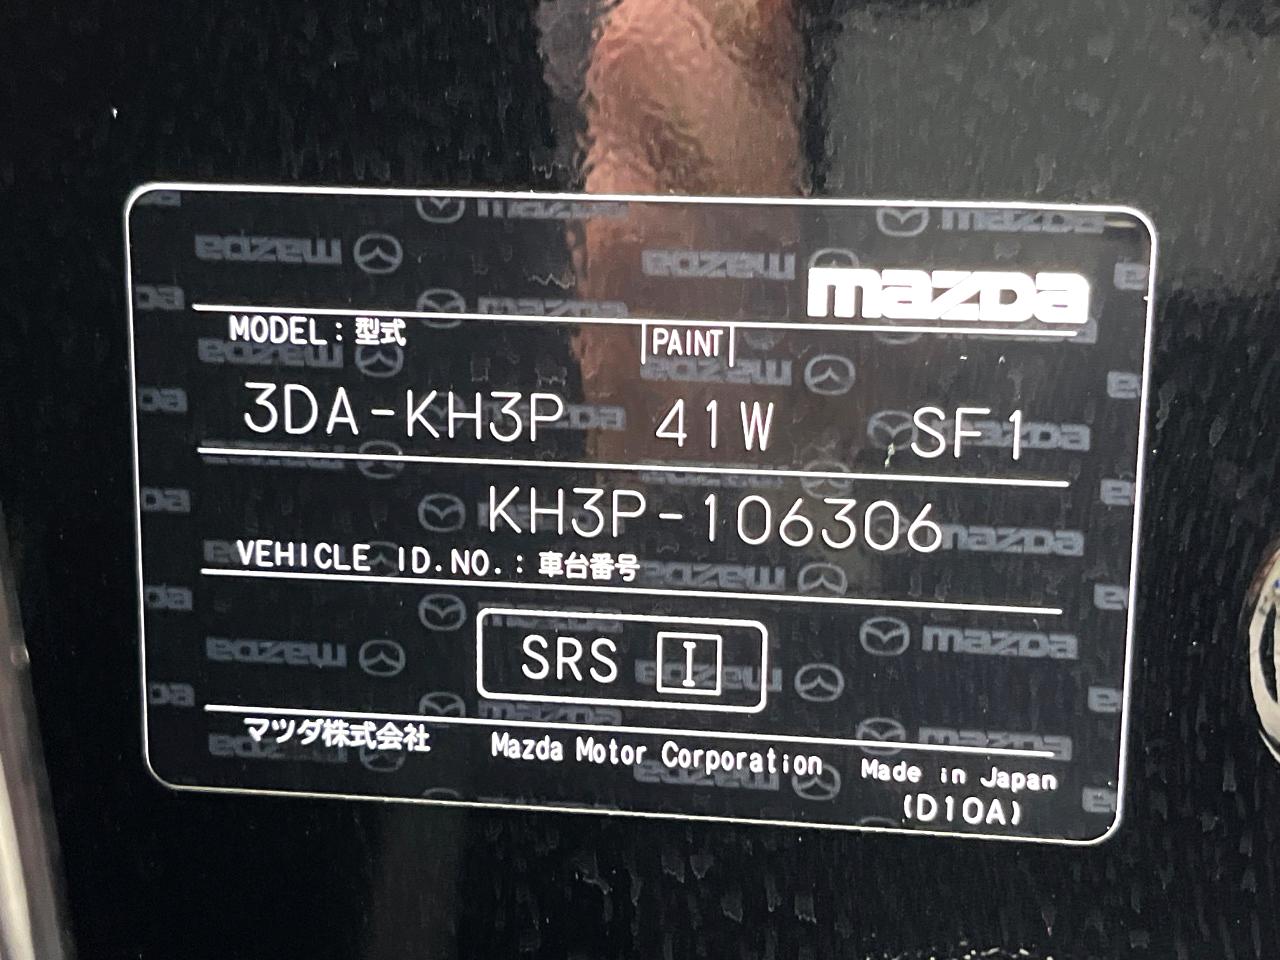 mazda
MODEL：型式 PAINT
3DA-KH3P 41W SF1
KH3P-106306
VEHICLE ID.NO.：車台番号
SRS I
マツダ株式会社 Mazda Motor Corporation Made in Japan
(D10A)